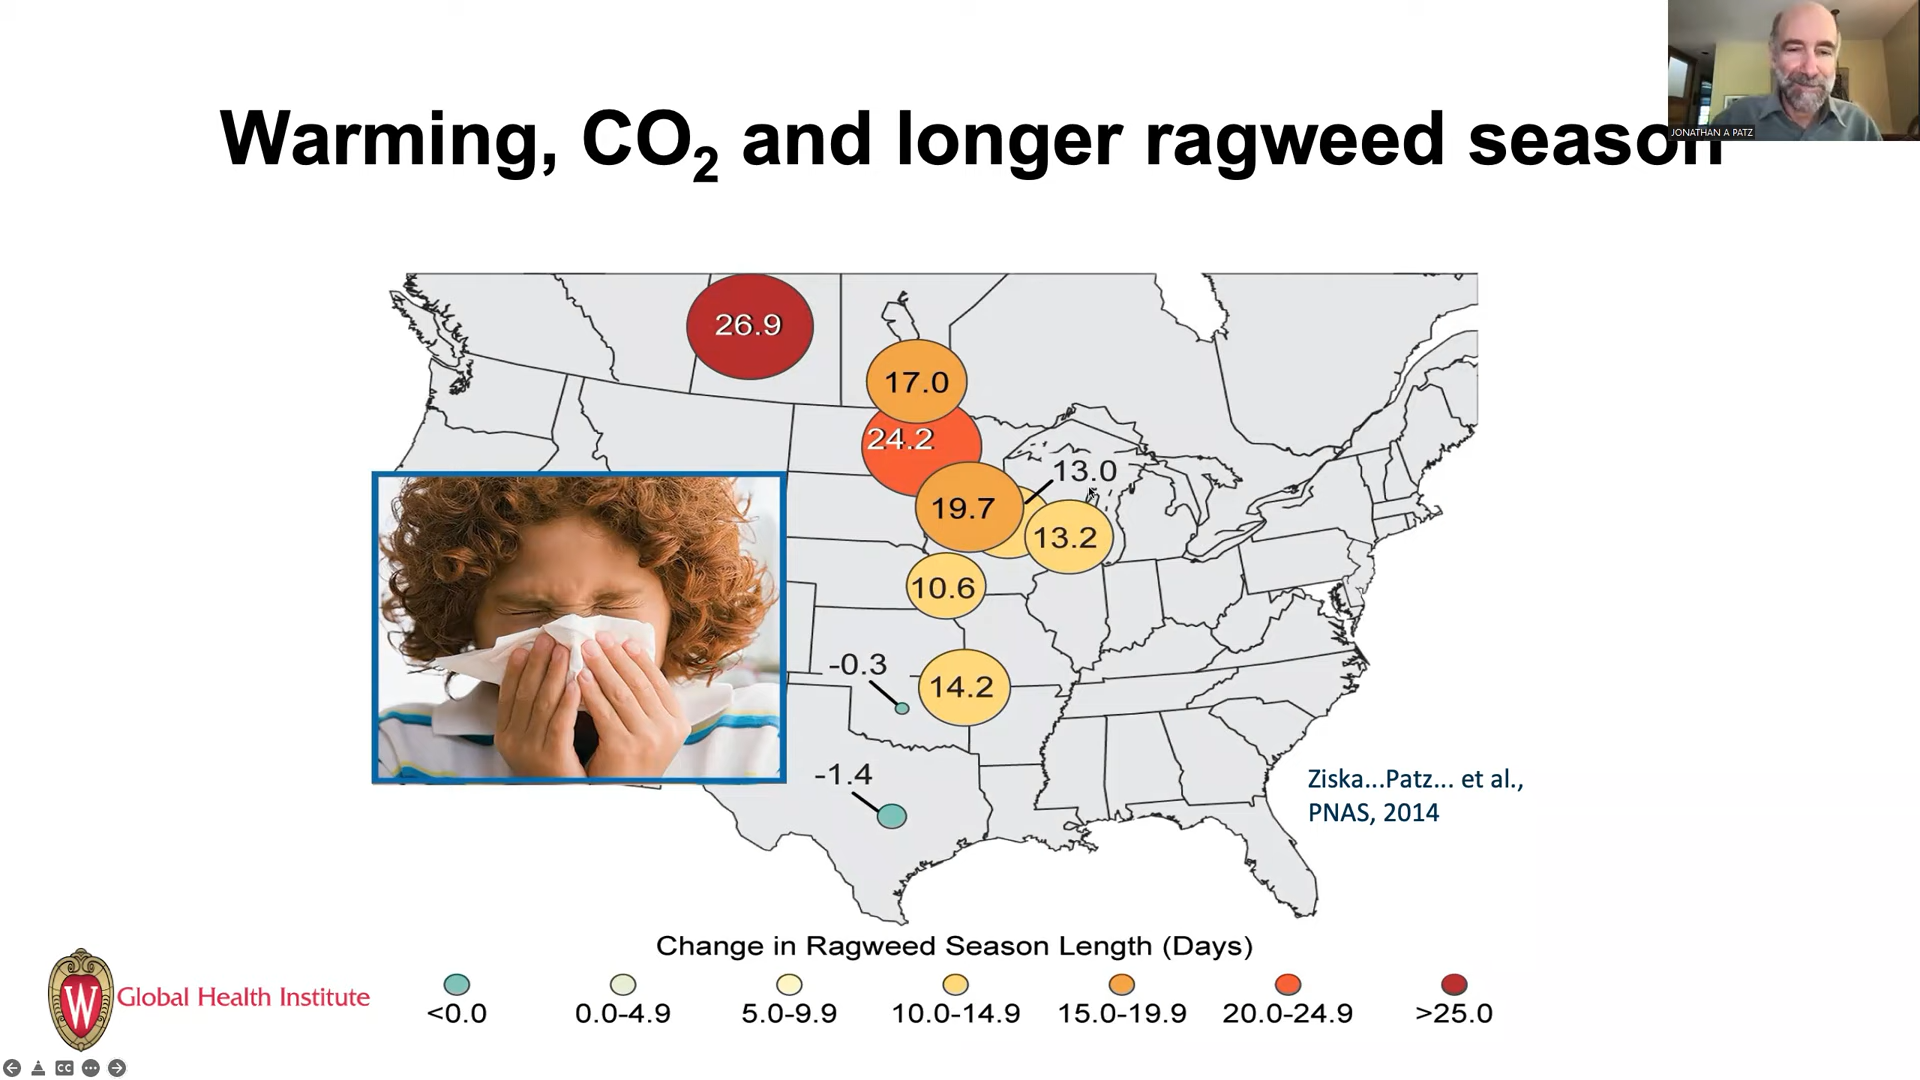 JONATHAN A PATZ
Warming, CO₂ and longer ragweed season
26.9
17.0
24.2
13.0
19.7
13.2
10.6
-0.3
14.2
-1.4
Ziska...Patz... et al.,
PNAS, 2014
Change in Ragweed Season Length (Days)
<0.0 0.0-4.9 5.0-9.9 10.0-14.9 15.0-19.9 20.0-24.9 >25.0
W Global Health Institute
CC